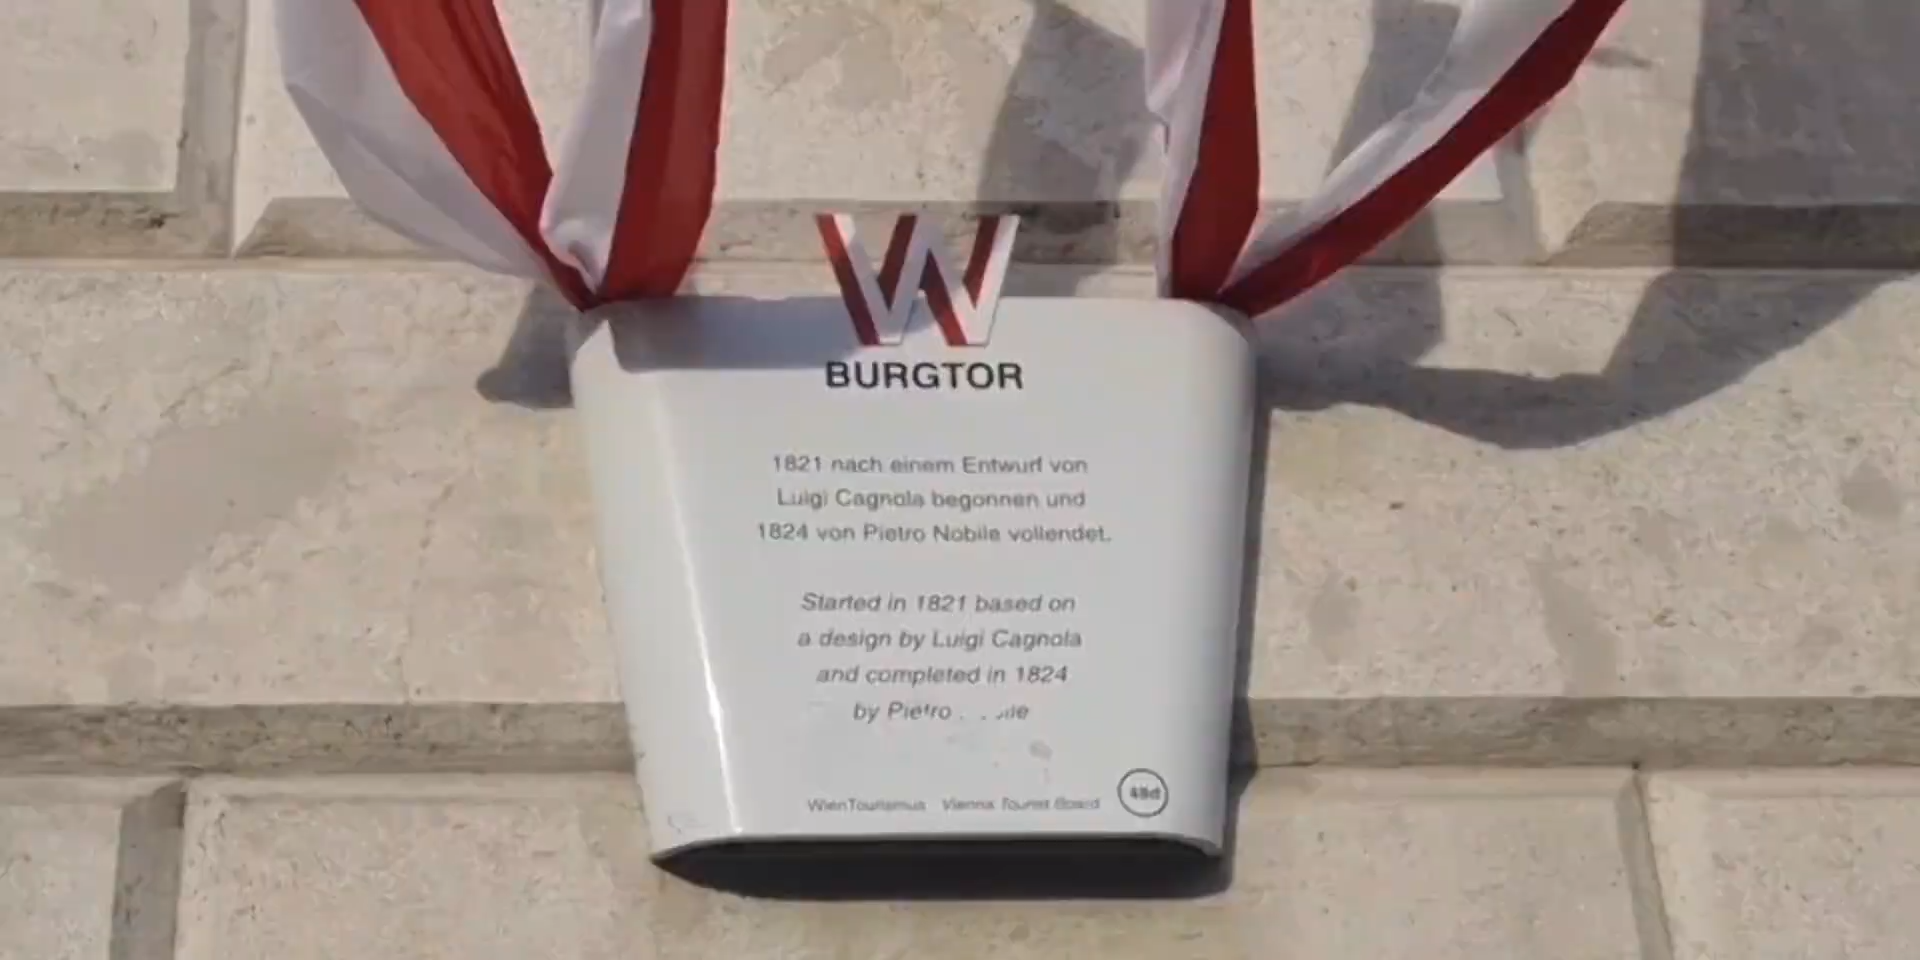 W
BURGTOR
1821 nach einem Entwurf von
Luigi Cagnola begonnen und
1824 von Pietro Nobile vollendet.
Started in 1821 based on
a design by Luigi Cagnola
and completed in 1824
by Pietro
WienTourismus Vienna Tourist Board